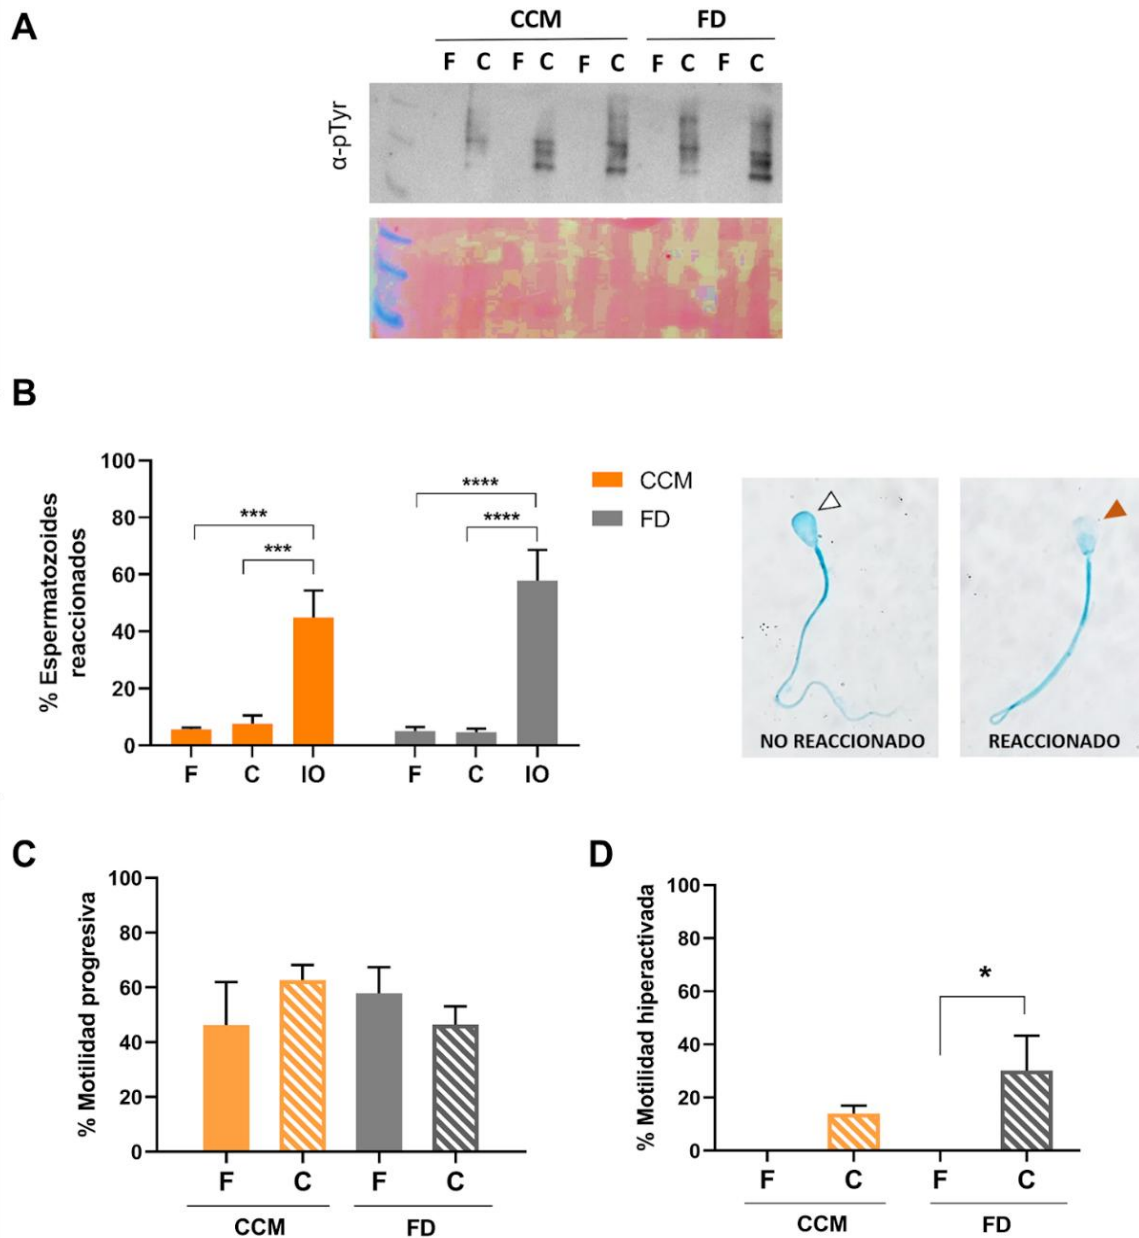 A
CCM FD
F C F C F C F C F C
α-pTyr
B
% Espermatozoides
reaccionados
100
80
60
40
20
0
*** ****
*** ****
F C IO F C IO
CCM
FD
NO REACCIONADO
REACCIONADO
C
% Motilidad progresiva
100
80
60
40
20
0
F C F C
CCM FD
D
% Motilidad hiperactivada
100
80
60
40
20
0
*
F C F C
CCM FD